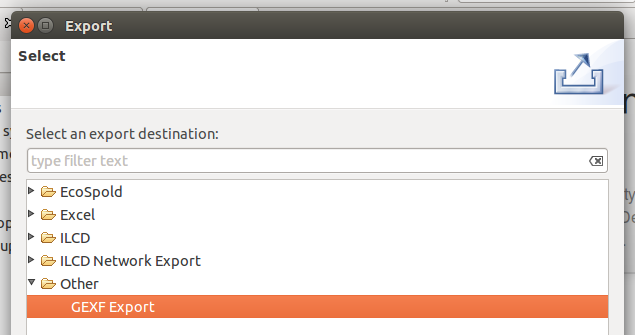 Export
Select
Select an export destination:
type filter text
EcoSpold
Excel
ILCD
ILCD Network Export
Other
GEXF Export